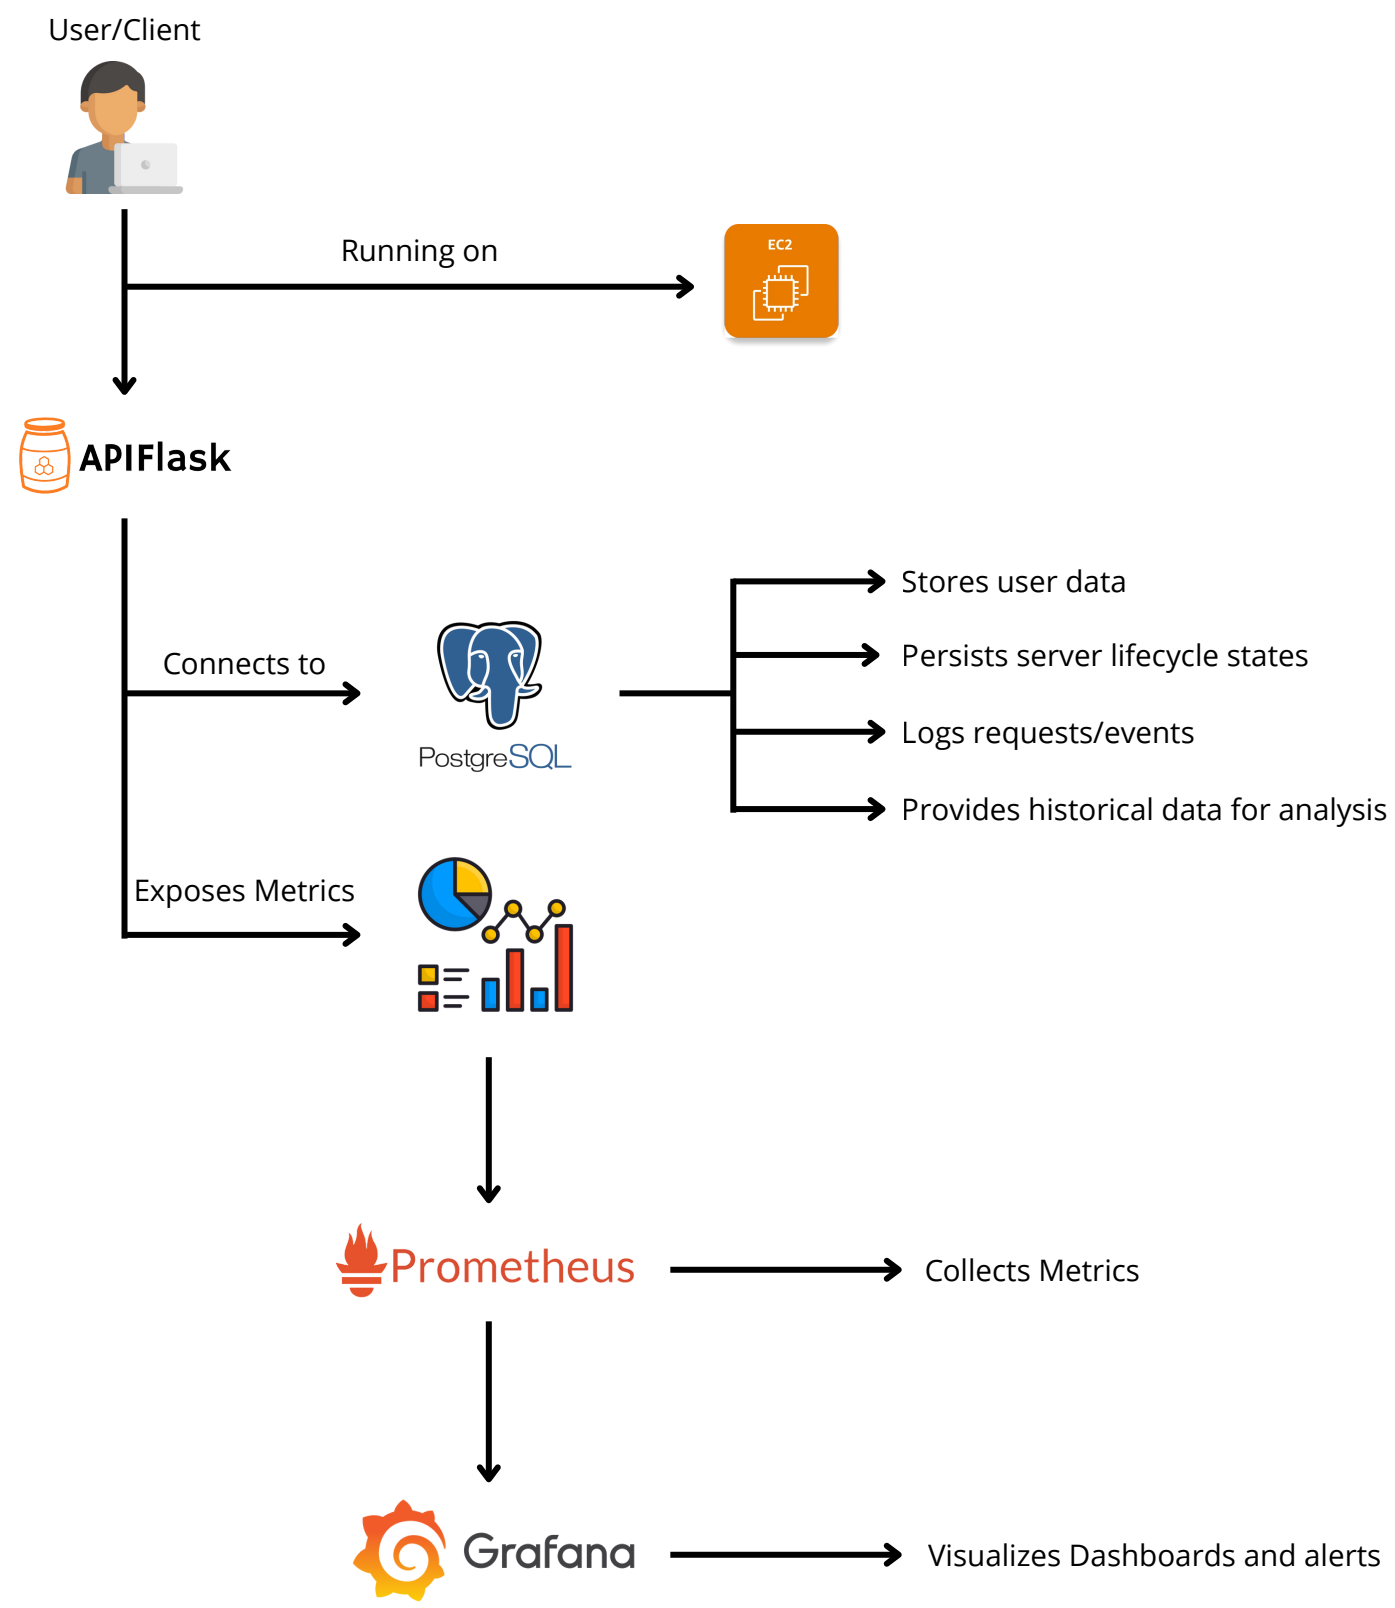 User/Client
Running on
EC2
APIFlask
Connects to
PostgreSQL
Stores user data
Persists server lifecycle states
Logs requests/events
Provides historical data for analysis
Exposes Metrics
Prometheus
Collects Metrics
Grafana
Visualizes Dashboards and alerts